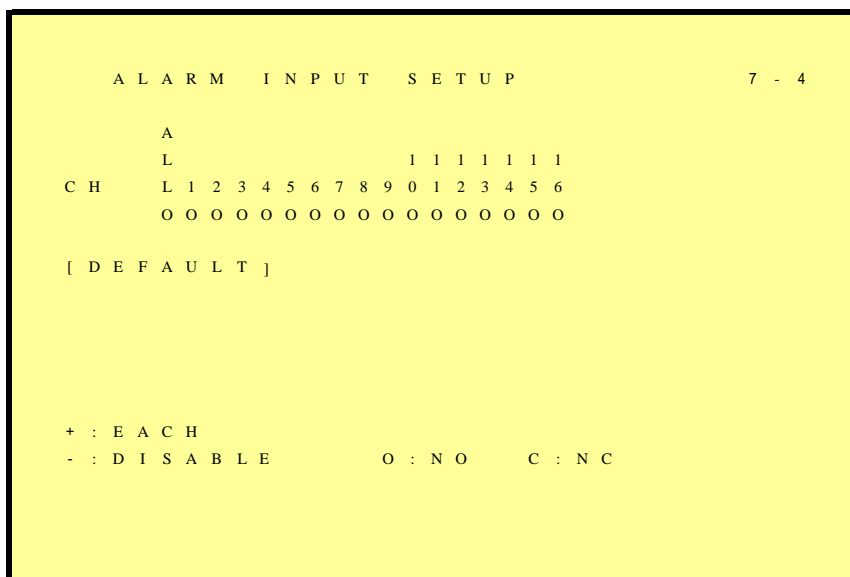 ALARM INPUT SETUP 7-4
A
L 1 1 1 1 1 1 1
CH L 1 2 3 4 5 6 7 8 9 0 1 2 3 4 5 6
O O O O O O O O O O O O O O O O O
[DEFAULT]
+:EACH
-:DISABLE O:NO C:NC